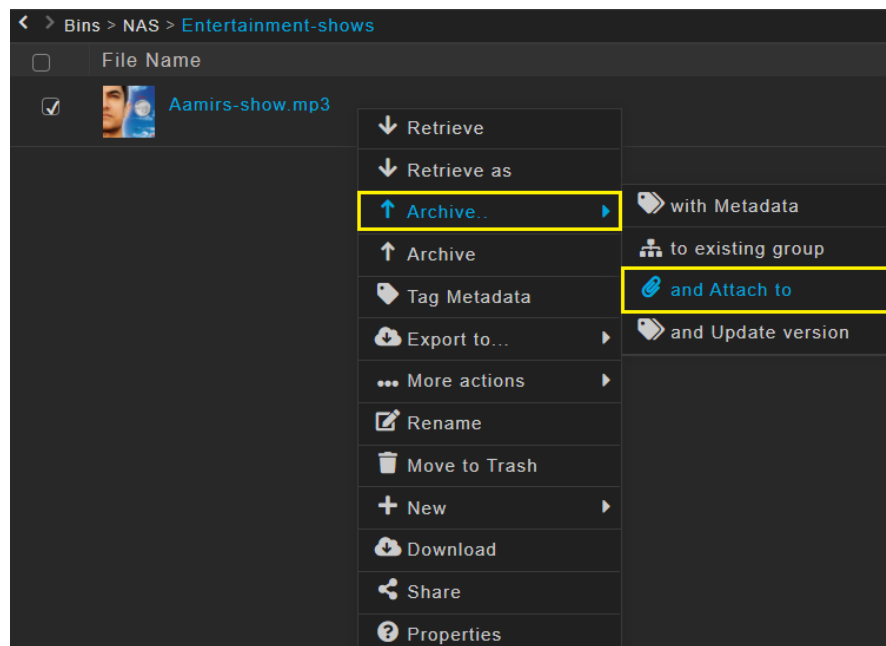 Bins > NAS > Entertainment-shows
File Name
Aamirs-show.mp3
Retrieve
Retrieve as
Archive..
Archive
Tag Metadata
Export to...
More actions
Rename
Move to Trash
New
Download
Share
Properties
with Metadata
to existing group
and Attach to
and Update version